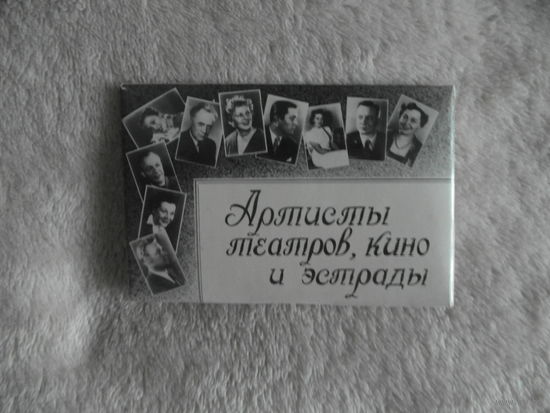 Артисты
театров, кино
и эстрады